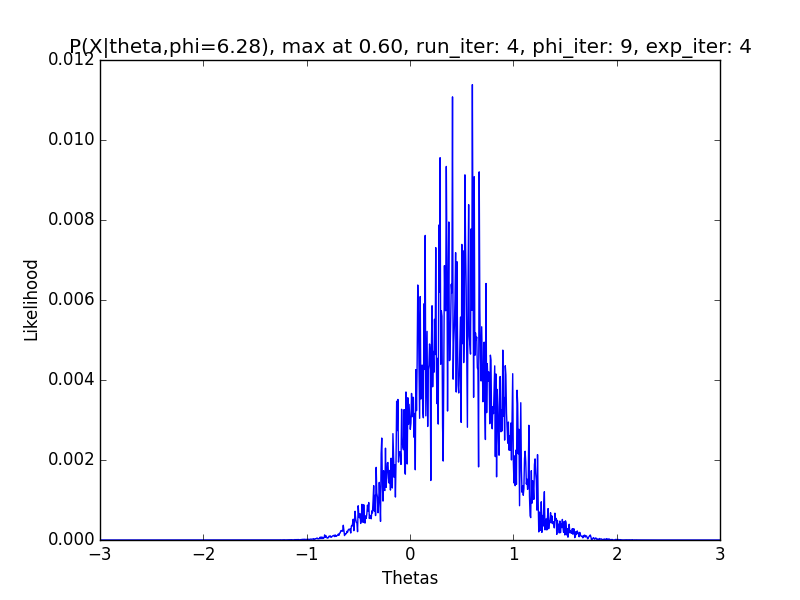 P(X|theta,phi=6.28), max at 0.60, run_iter: 4, phi_iter: 9, exp_iter: 4
0.012
0.010
0.008
0.006
0.004
0.002
0.000
Likelihood
−3 −2 −1 0 1 2 3
Thetas